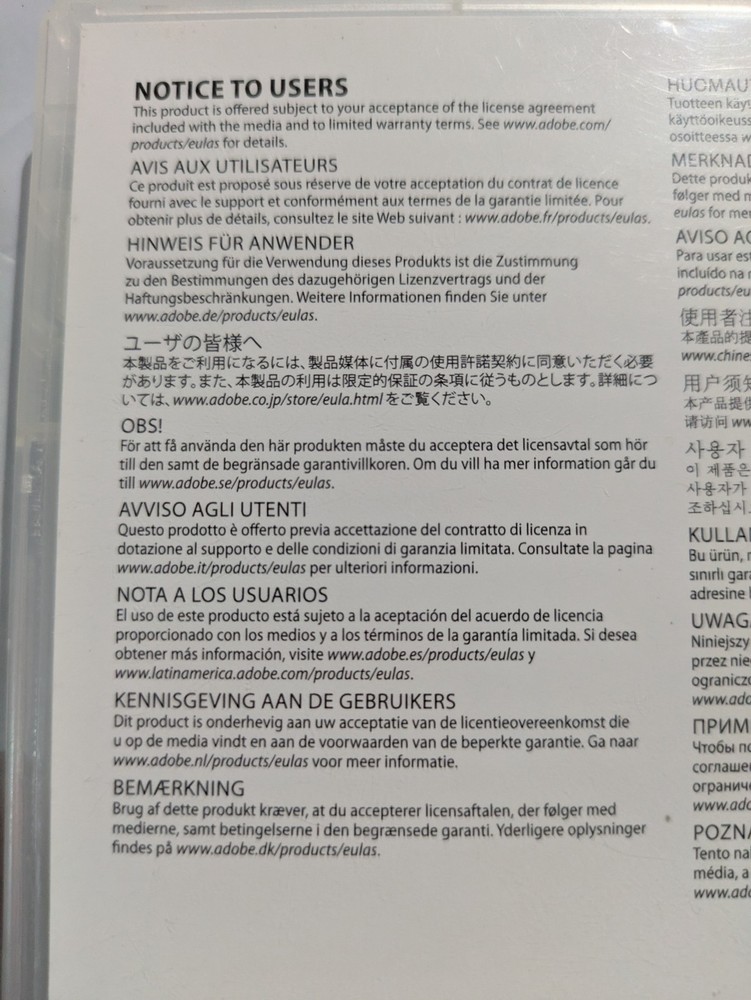 NOTICE TO USERS
This product is offered subject to your acceptance of the license agreement
included with the media and to limited warranty terms. See www.adobe.com/
products/eulas for details.
AVIS AUX UTILISATEURS
Ce produit est proposé sous réserve de votre acceptation du contrat de licence
fourni avec le support et conformément aux termes de la garantie limitée. Pour
obtenir plus de détails, consultez le site Web suivant : www.adobe.fr/products/eulas.
HINWEIS FÜR ANWENDER
Voraussetzung für die Verwendung dieses Produkts ist die Zustimmung
zu den Bestimmungen des dazugehörigen Lizenzvertrags und der
Haftungsbeschränkungen. Weitere Informationen finden Sie unter
www.adobe.de/products/eulas.
ユーザの皆様へ
本製品をご利用になるには、製品媒体に付属の使用許諾契約に同意いただく必要
があります。また、本製品の利用は限定的保証の条項に従うものとします。詳細につ
いては、www.adobe.co.jp/store/eula.html をご覧ください。
OBS!
För att få använda den här produkten måste du acceptera det licensavtal som hör
till den samt de begränsade garantivillkoren. Om du vill ha mer information går du
till www.adobe.se/products/eulas.
AVVISO AGLI UTENTI
Questo prodotto è offerto previa accettazione del contratto di licenza in
dotazione al supporto e delle condizioni di garanzia limitata. Consultate la pagina
www.adobe.it/products/eulas per ulteriori informazioni.
NOTA A LOS USUARIOS
El uso de este producto está sujeto a la aceptación del acuerdo de licencia
proporcionado con los medios y a los términos de la garantía limitada. Si desea
obtener más información, visite www.adobe.es/products/eulas y
www.latinamerica.adobe.com/products/eulas.
KENNISGEVING AAN DE GEBRUIKERS
Dit product is onderhevig aan uw acceptatie van de licentieovereenkomst die
u op de media vindt en aan de voorwaarden van de beperkte garantie. Ga naar
www.adobe.nl/products/eulas voor meer informatie.
BEMÆRKNING
Brug af dette produkt kræver, at du accepterer licensaftalen, der følger med
medierne, samt betingelserne i den begrænsede garanti. Yderligere oplysninger
findes på www.adobe.dk/products/eulas.
Tuotteen
osoitteessa
Dette
følger med
eulas for
AVISO
Para usar
incluído na
使用者
本產品的
用户须
本产品提
请访问
사용자
이 제품은
사용자가
조하십시
Bu ürün,
sınırlı
adresine
Niniejszy
przez
Чтобы
Tento
média, a